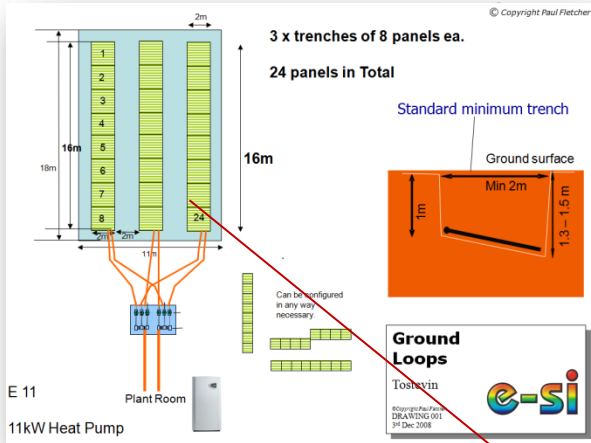 © Copyright Paul Fletcher
2m
3 x trenches of 8 panels ea.
24 panels in Total
1
2
3
4
5
6
7
8
24
18m
16m
16m
2m
2m
11m
Standard minimum trench
Ground surface
Min 2m
1m
1.3 – 1.5 m
Can be configured
in any way
necessary.
Plant Room
E 11
11kW Heat Pump
Ground
Loops
Tostevin
©Copyright Paul Fletcher
DRAWING 001
3rd Dec 2008
e-si